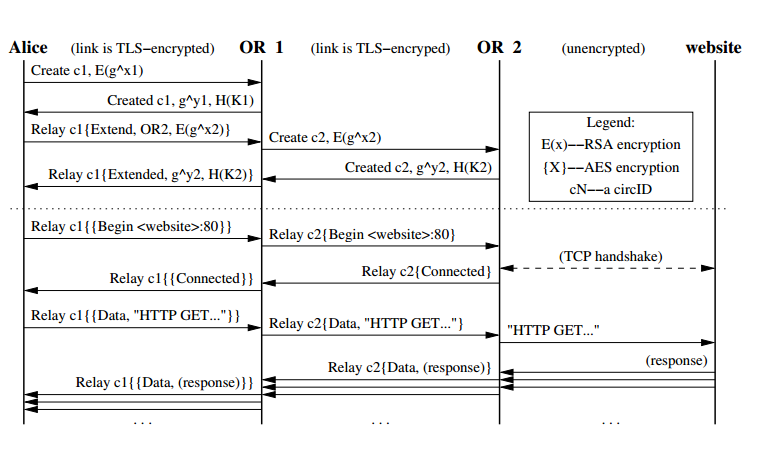 Alice (link is TLS−encrypted) OR 1 (link is TLS−encryped) OR 2 (unencrypted) website
Create c1, E(g^x1)
Created c1, g^y1, H(K1)
Relay c1{Extend, OR2, E(g^x2)}
Create c2, E(g^x2)
Created c2, g^y2, H(K2)
Relay c1{Extended, g^y2, H(K2)}
Legend:
E(x)−−RSA encryption
{X}−−AES encryption
cN−−a circID
Relay c1{{Begin <website>:80}}
Relay c2{Begin <website>:80}
(TCP handshake)
Relay c2{Connected}
Relay c1{{Connected}}
Relay c1{{Data, "HTTP GET..."}}
Relay c2{Data, "HTTP GET..."}
"HTTP GET..."
(response)
Relay c2{Data, (response)}
Relay c1{{Data, (response)}}
. . . . . . . . .